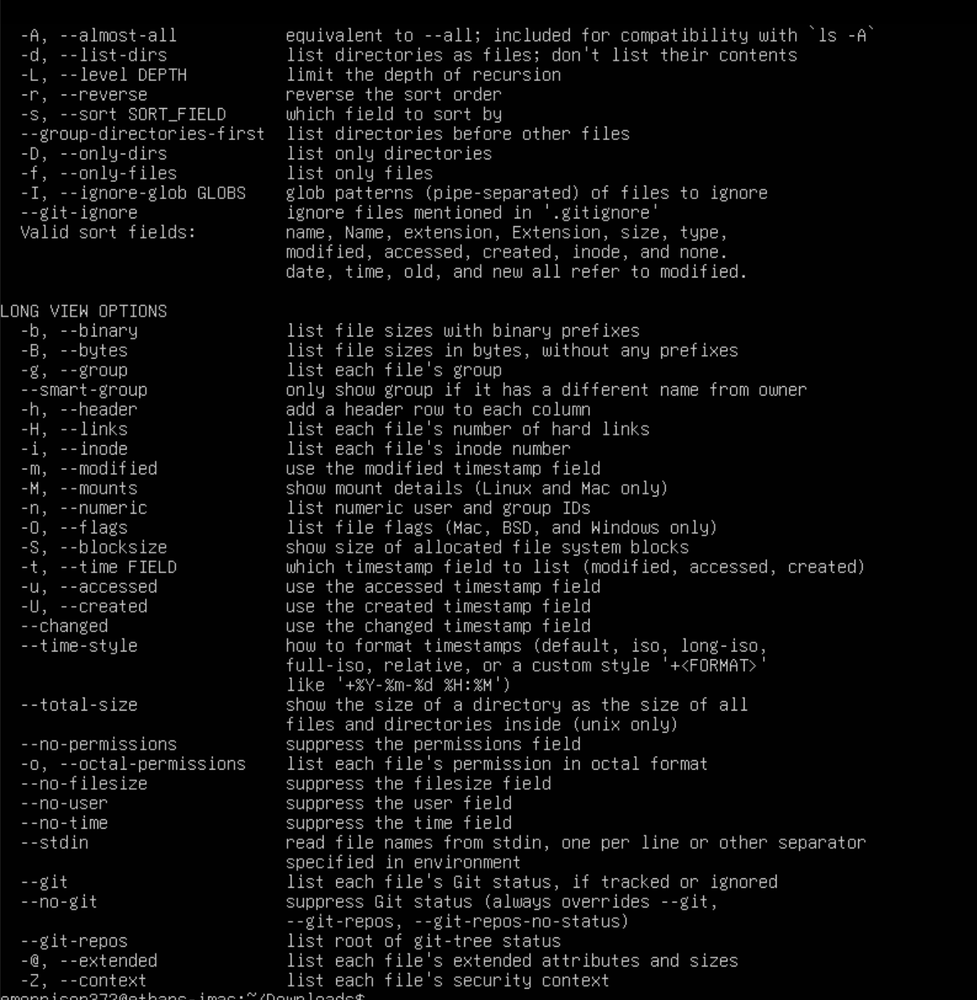 -A, --almost-all equivalent to --all; included for compatibility with `ls -A`
-d, --list-dirs list directories as files; don't list their contents
-L, --level DEPTH limit the depth of recursion
-r, --reverse reverse the sort order
-s, --sort SORT_FIELD which field to sort by
--group-directories-first list directories before other files
-D, --only-dirs list only directories
-f, --only-files list only files
-I, --ignore-glob GLOBS glob patterns (pipe-separated) of files to ignore
--git-ignore ignore files mentioned in '.gitignore'
Valid sort fields: name, Name, extension, Extension, size, type,
modified, accessed, created, inode, and none.
date, time, old, and new all refer to modified.
LONG VIEW OPTIONS
-b, --binary list file sizes with binary prefixes
-B, --bytes list file sizes in bytes, without any prefixes
-g, --group list each file's group
--smart-group only show group if it has a different name from owner
-h, --header add a header row to each column
-H, --links list each file's number of hard links
-i, --inode list each file's inode number
-m, --modified use the modified timestamp field
-M, --mounts show mount details (Linux and Mac only)
-n, --numeric list numeric user and group IDs
-O, --flags list file flags (Mac, BSD, and Windows only)
-S, --blocksize show size of allocated file system blocks
-t, --time FIELD which timestamp field to list (modified, accessed, created)
-u, --accessed use the accessed timestamp field
-U, --created use the created timestamp field
--changed use the changed timestamp field
--time-style how to format timestamps (default, iso, long-iso,
full-iso, relative, or a custom style '+<FORMAT>'
like '+%Y-%m-%d %H:%M')
--total-size show the size of a directory as the size of all
files and directories inside (unix only)
--no-permissions suppress the permissions field
-o, --octal-permissions list each file's permission in octal format
--no-filesize suppress the filesize field
--no-user suppress the user field
--no-time suppress the time field
--stdin read file names from stdin, one per line or other separator
specified in environment
--git list each file's Git status, if tracked or ignored
--no-git suppress Git status (always overrides --git,
--git-repos, --git-repos-no-status)
--git-repos list root of git-tree status
-@, --extended list each file's extended attributes and sizes
-Z, --context list each file's security context